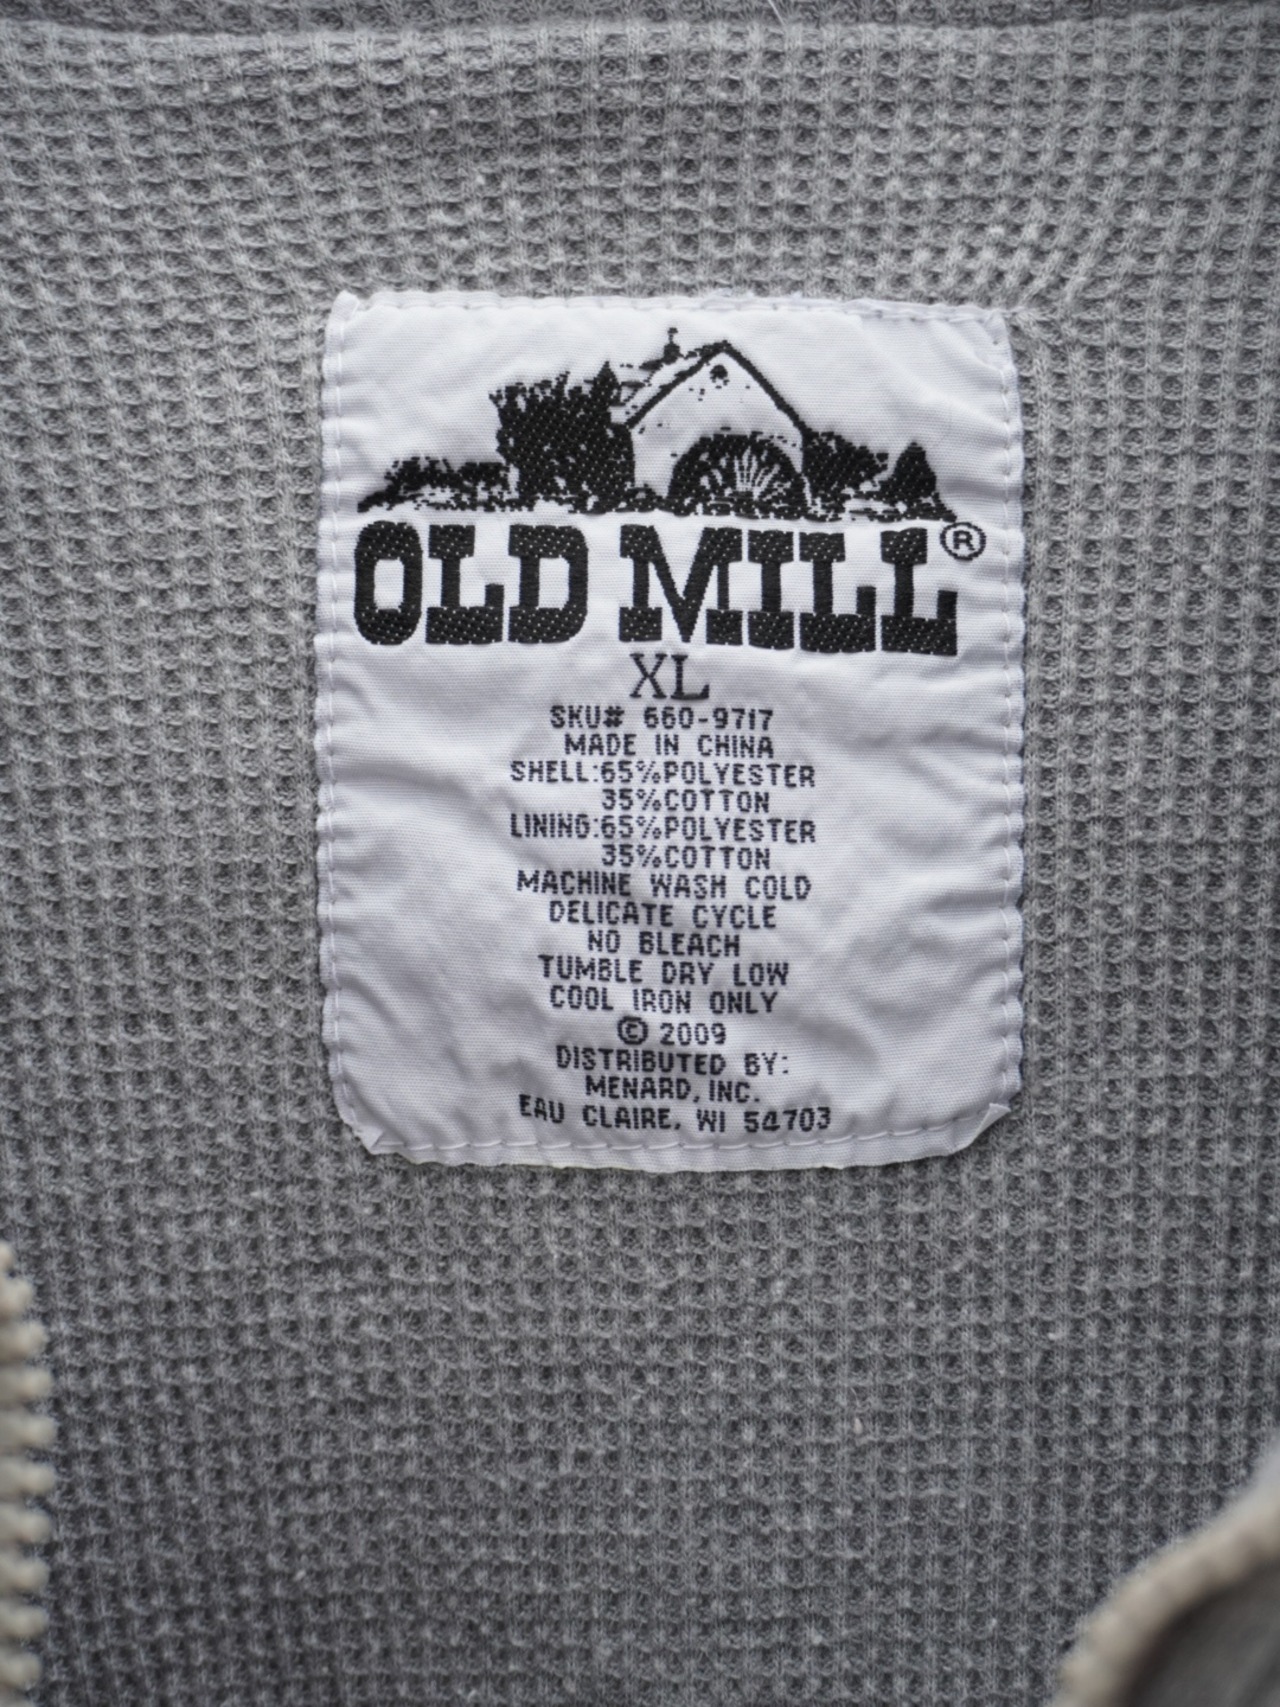 OLD MILL®
XL
SKU# 660-9717
MADE IN CHINA
SHELL:65%POLYESTER
35%COTTON
LINING:65%POLYESTER
35%COTTON
MACHINE WASH COLD
DELICATE CYCLE
NO BLEACH
TUMBLE DRY LOW
COOL IRON ONLY
© 2009
DISTRIBUTED BY:
MENARD, INC.
EAU CLAIRE, WI 54703